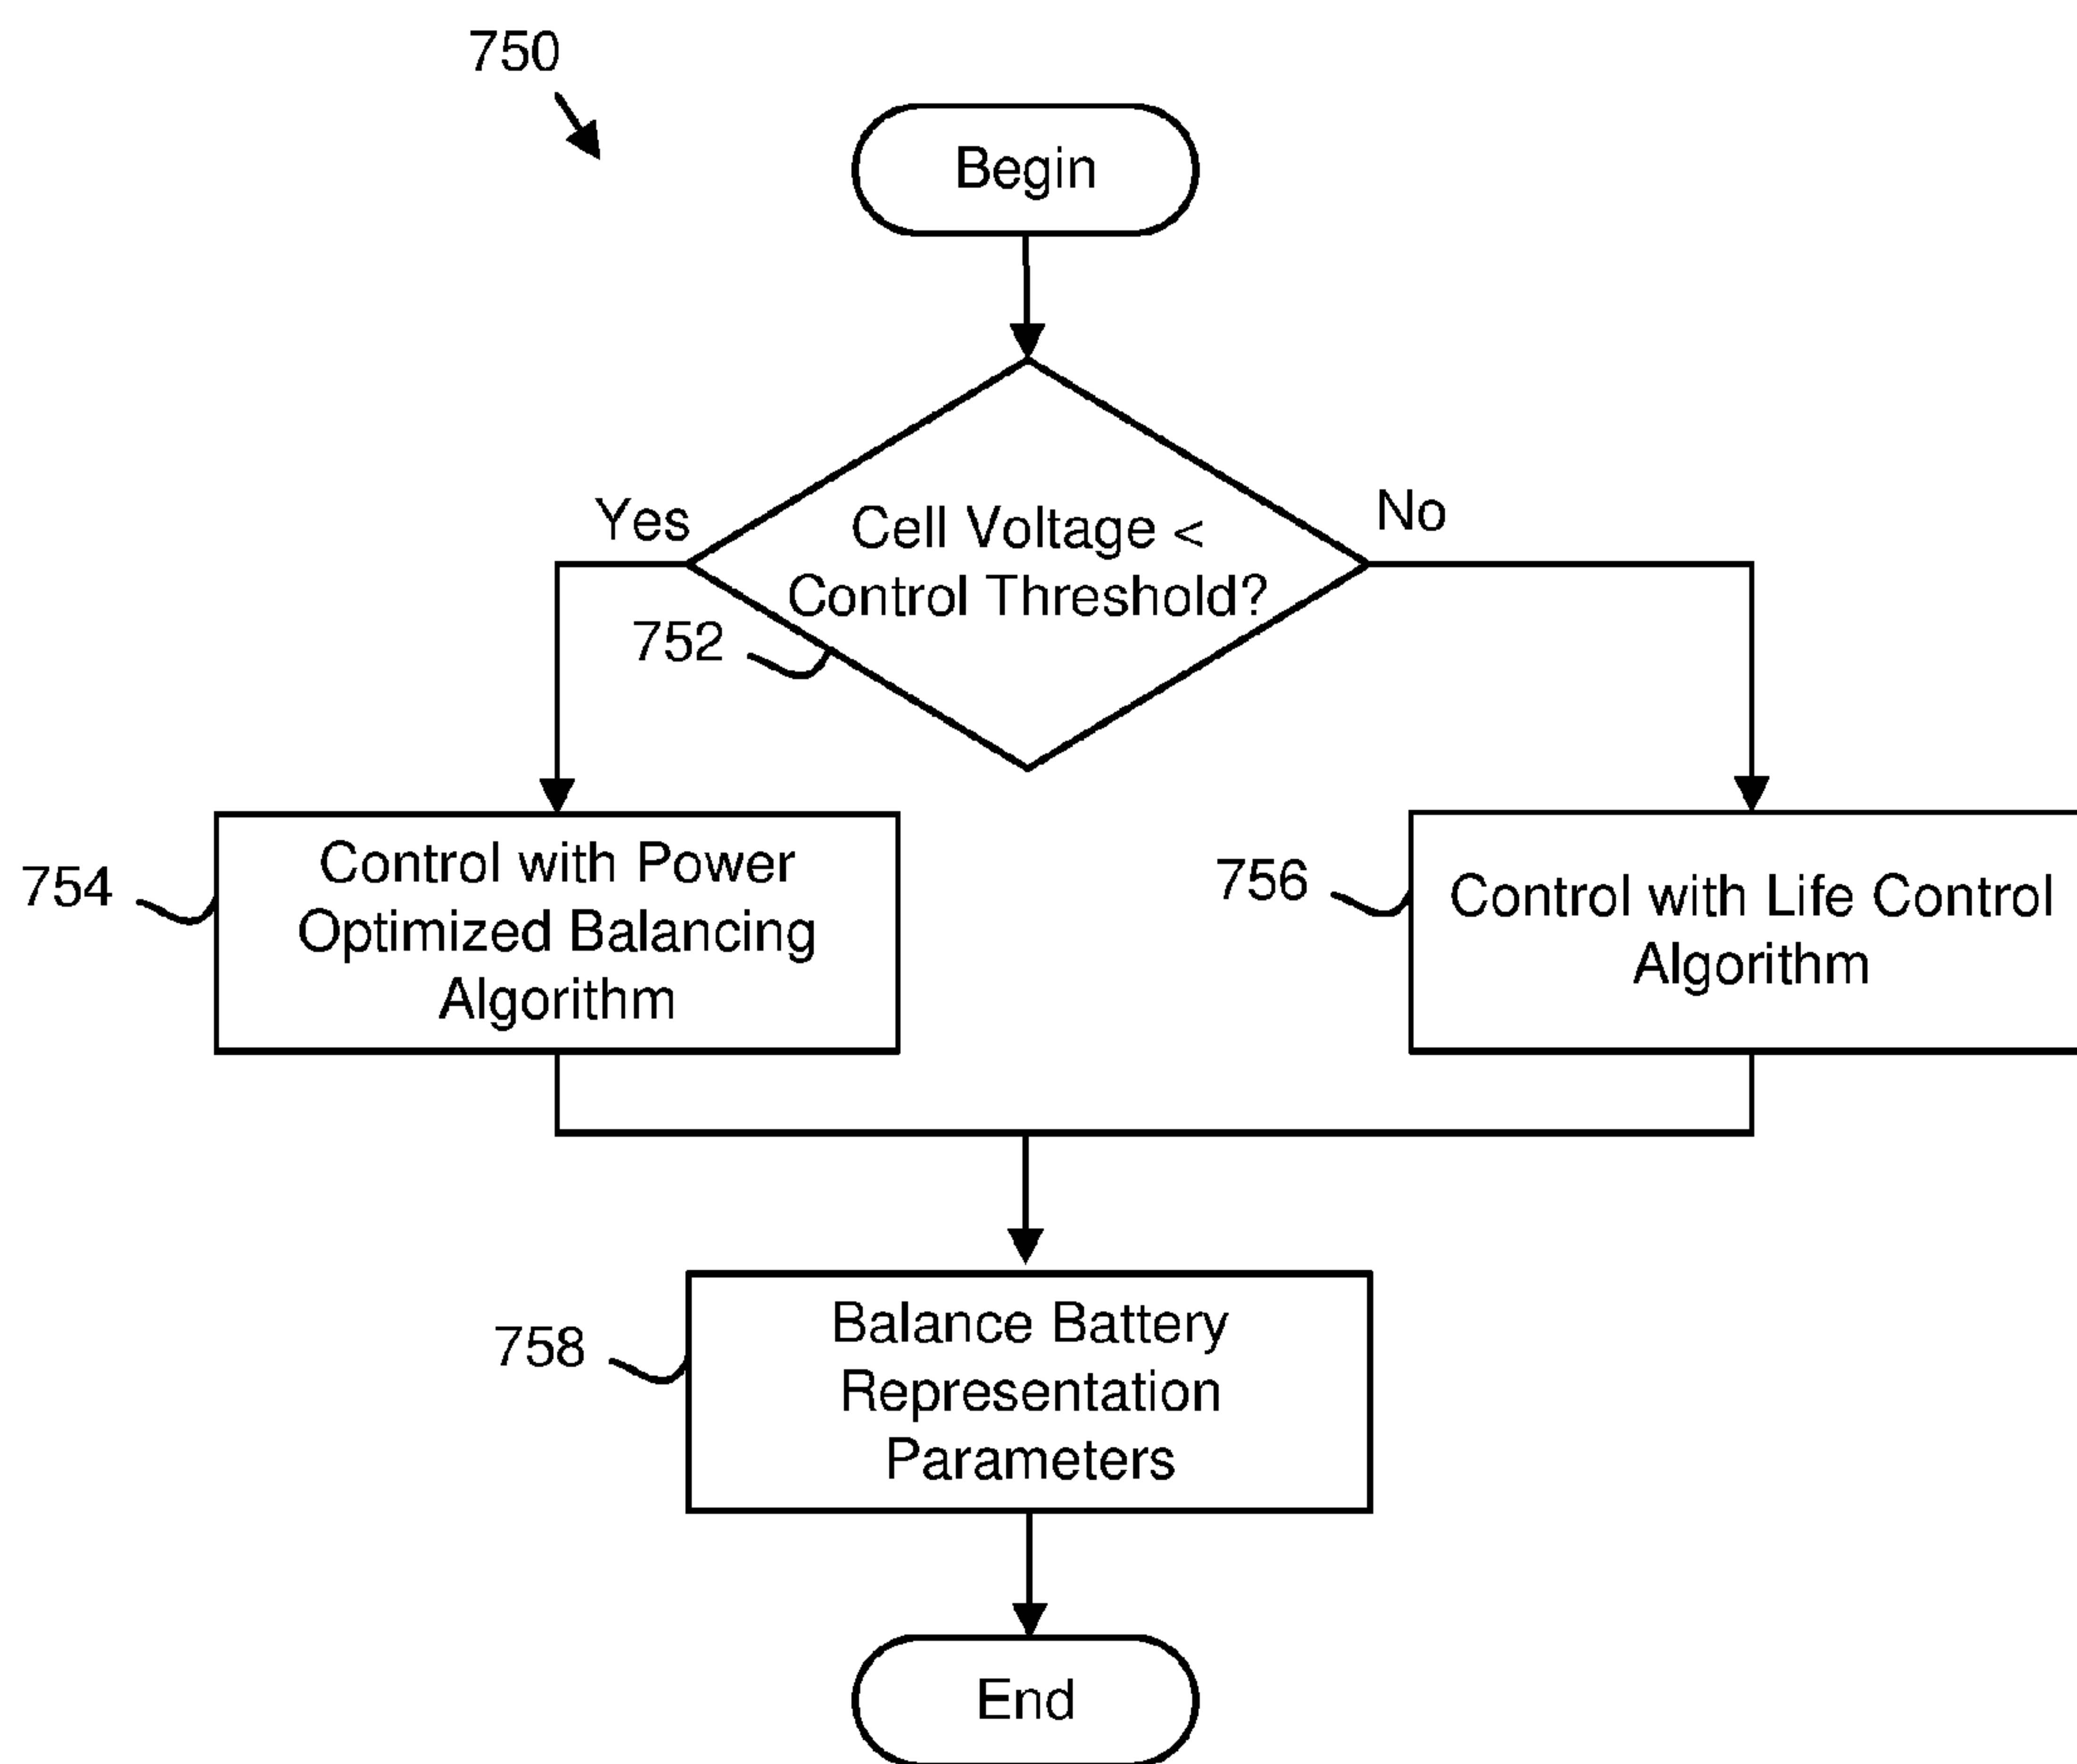 750
Begin
Yes
No
Cell Voltage <
Control Threshold?
752
754
Control with Power
Optimized Balancing
Algorithm
756
Control with Life Control
Algorithm
758
Balance Battery
Representation
Parameters
End